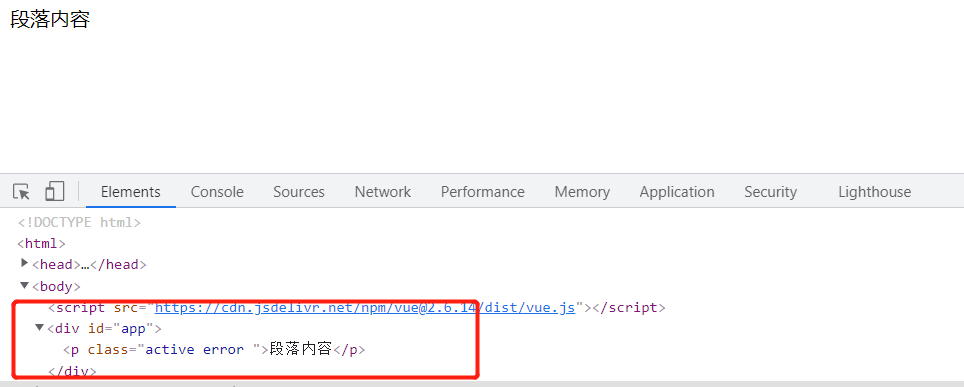 段落内容
Elements Console Sources Network Performance Memory Application Security Lighthouse
<!DOCTYPE html>
<html>
<head>…</head>
<body>
<script src="https://cdn.jsdelivr.net/npm/vue@2.6.14/dist/vue.js"></script>
<div id="app">
<p class="active error ">段落内容</p>
</div>